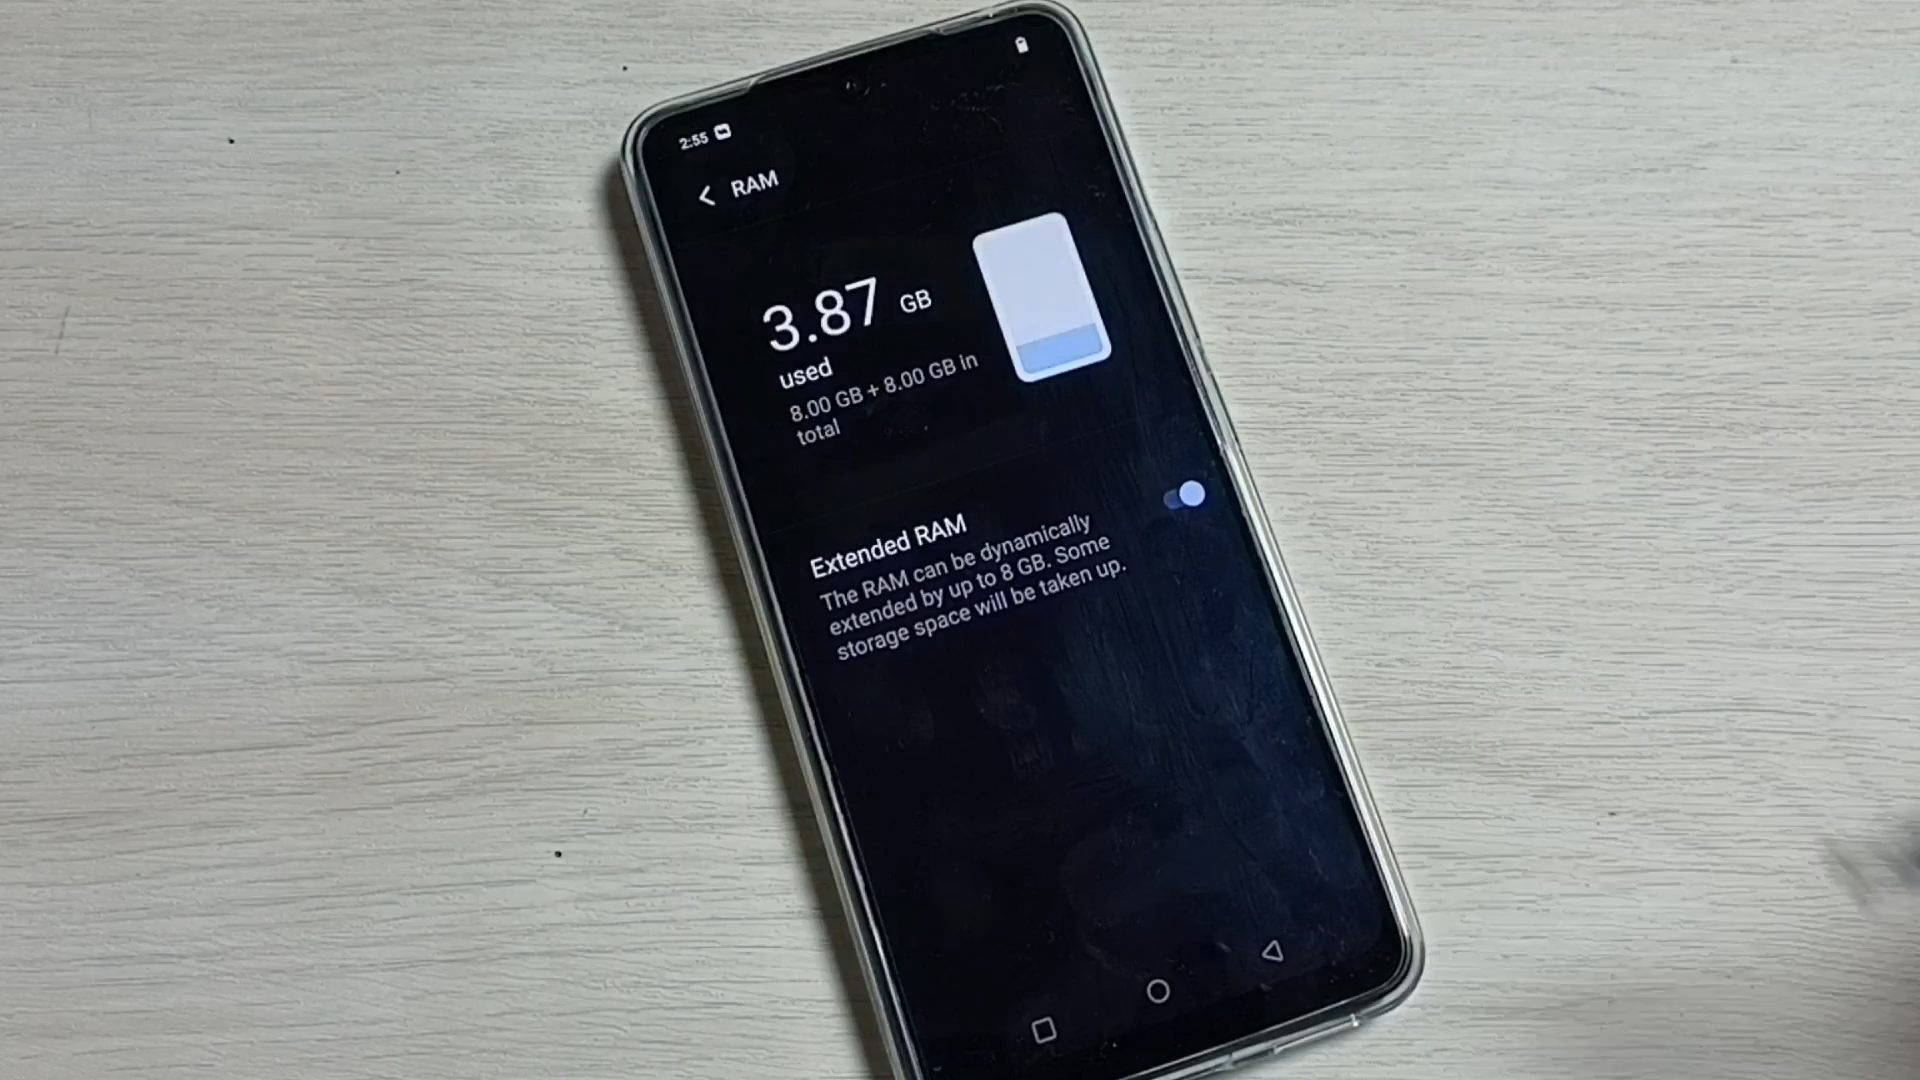 2:55
RAM
3.87 GB
used
8.00 GB + 8.00 GB in
total
Extended RAM
The RAM can be dynamically
extended by up to 8 GB. Some
storage space will be taken up.